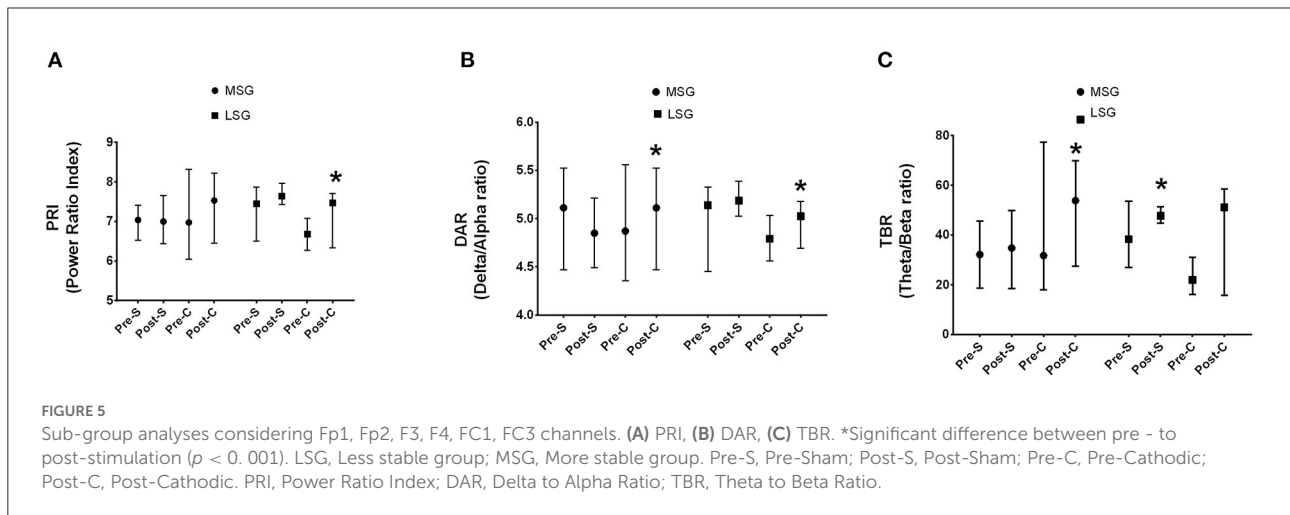 A
MSG
LSG
PRI
(Power Ratio Index)
9
8
7
6
5
Pre-S
Post-S
Pre-C
Post-C
Pre-S
Post-S
Pre-C
Post-C
*
B
MSG
LSG
DAR
(Delta/Alpha ratio)
6.0
5.5
5.0
4.5
4.0
Pre-S
Post-S
Pre-C
Post-C
Pre-S
Post-S
Pre-C
Post-C
*
*
C
MSG
LSG
TBR
(Theta/Beta ratio)
80
60
40
20
0
Pre-S
Post-S
Pre-C
Post-C
Pre-S
Post-S
Pre-C
Post-C
*
*
FIGURE 5
Sub-group analyses considering Fp1, Fp2, F3, F4, FC1, FC3 channels. (A) PRI, (B) DAR, (C) TBR. *Significant difference between pre - to
post-stimulation (p < 0. 001). LSG, Less stable group; MSG, More stable group. Pre-S, Pre-Sham; Post-S, Post-Sham; Pre-C, Pre-Cathodic;
Post-C, Post-Cathodic. PRI, Power Ratio Index; DAR, Delta to Alpha Ratio; TBR, Theta to Beta Ratio.